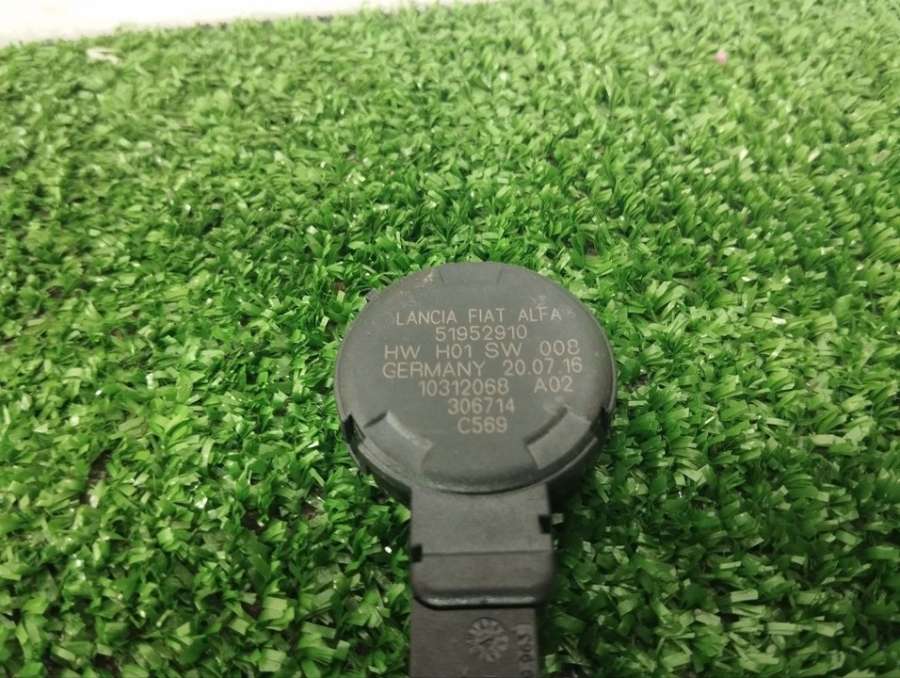 LANCIA FIAT ALFA
51952910
HW H01 SW 008
GERMANY 20.07.16
10312068 A02
306714
C569